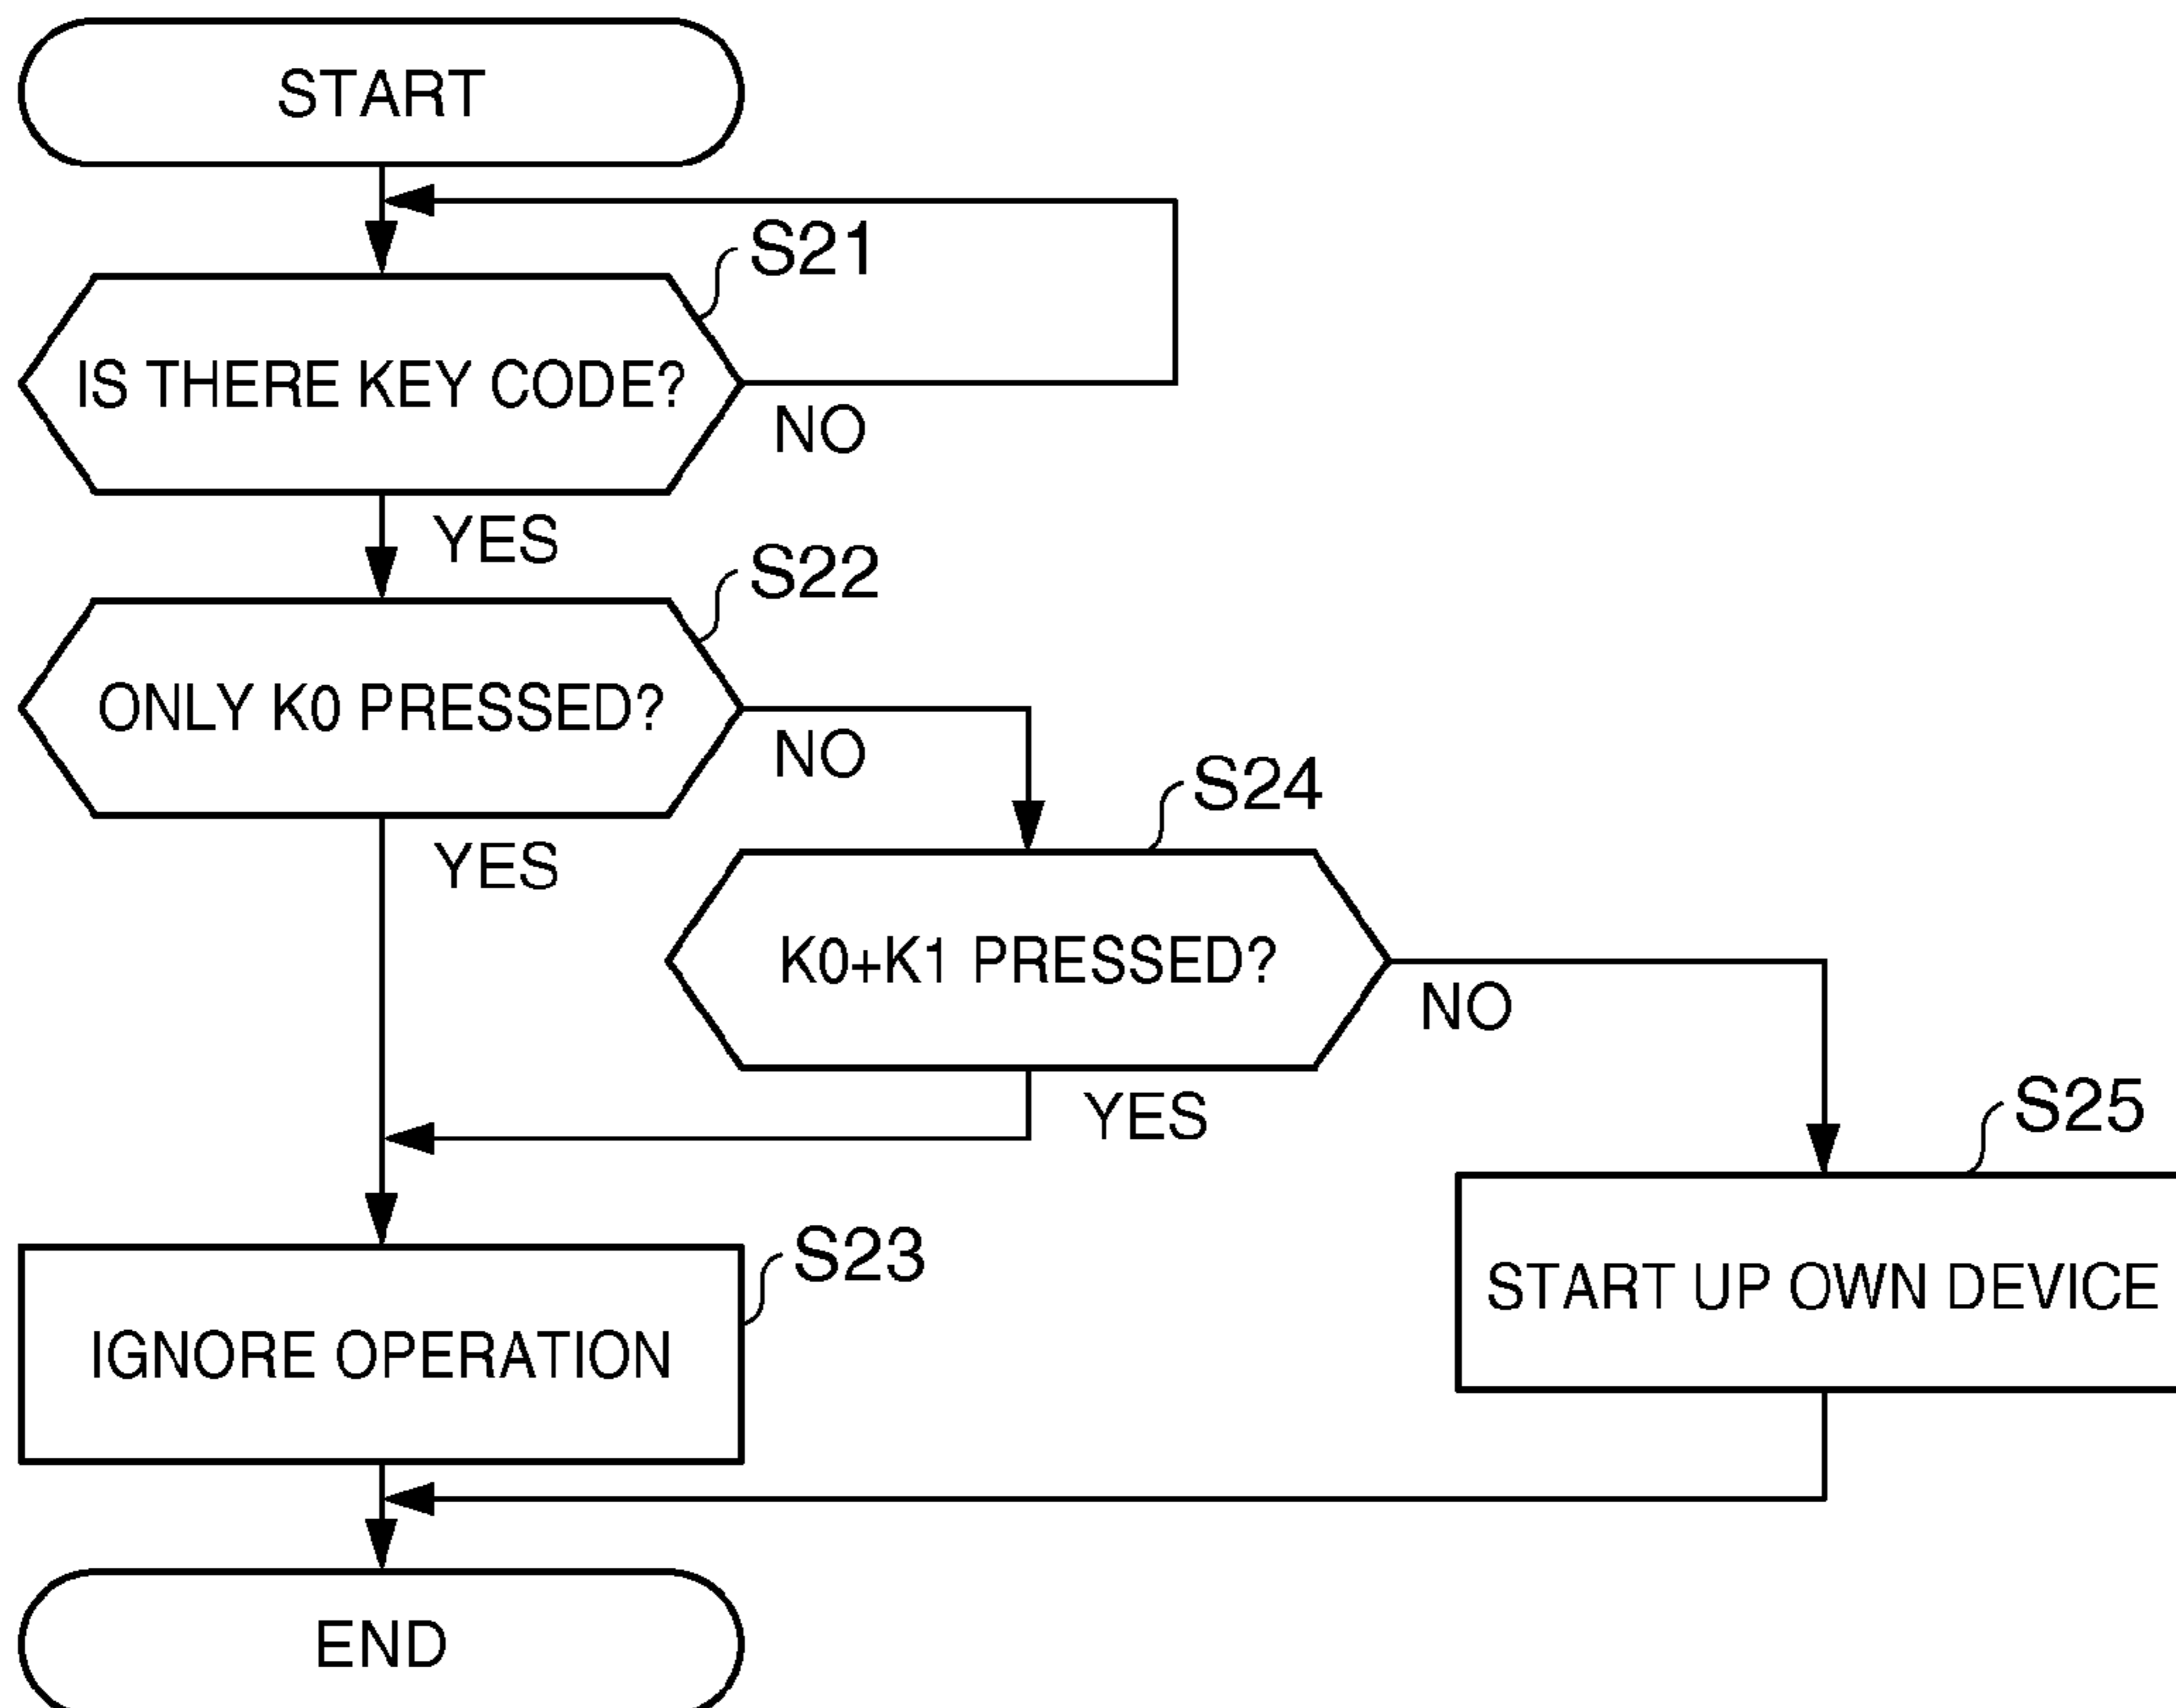 START
S21
IS THERE KEY CODE?
NO
YES
S22
ONLY K0 PRESSED?
NO
YES
S24
K0+K1 PRESSED?
NO
YES
S25
START UP OWN DEVICE
S23
IGNORE OPERATION
END